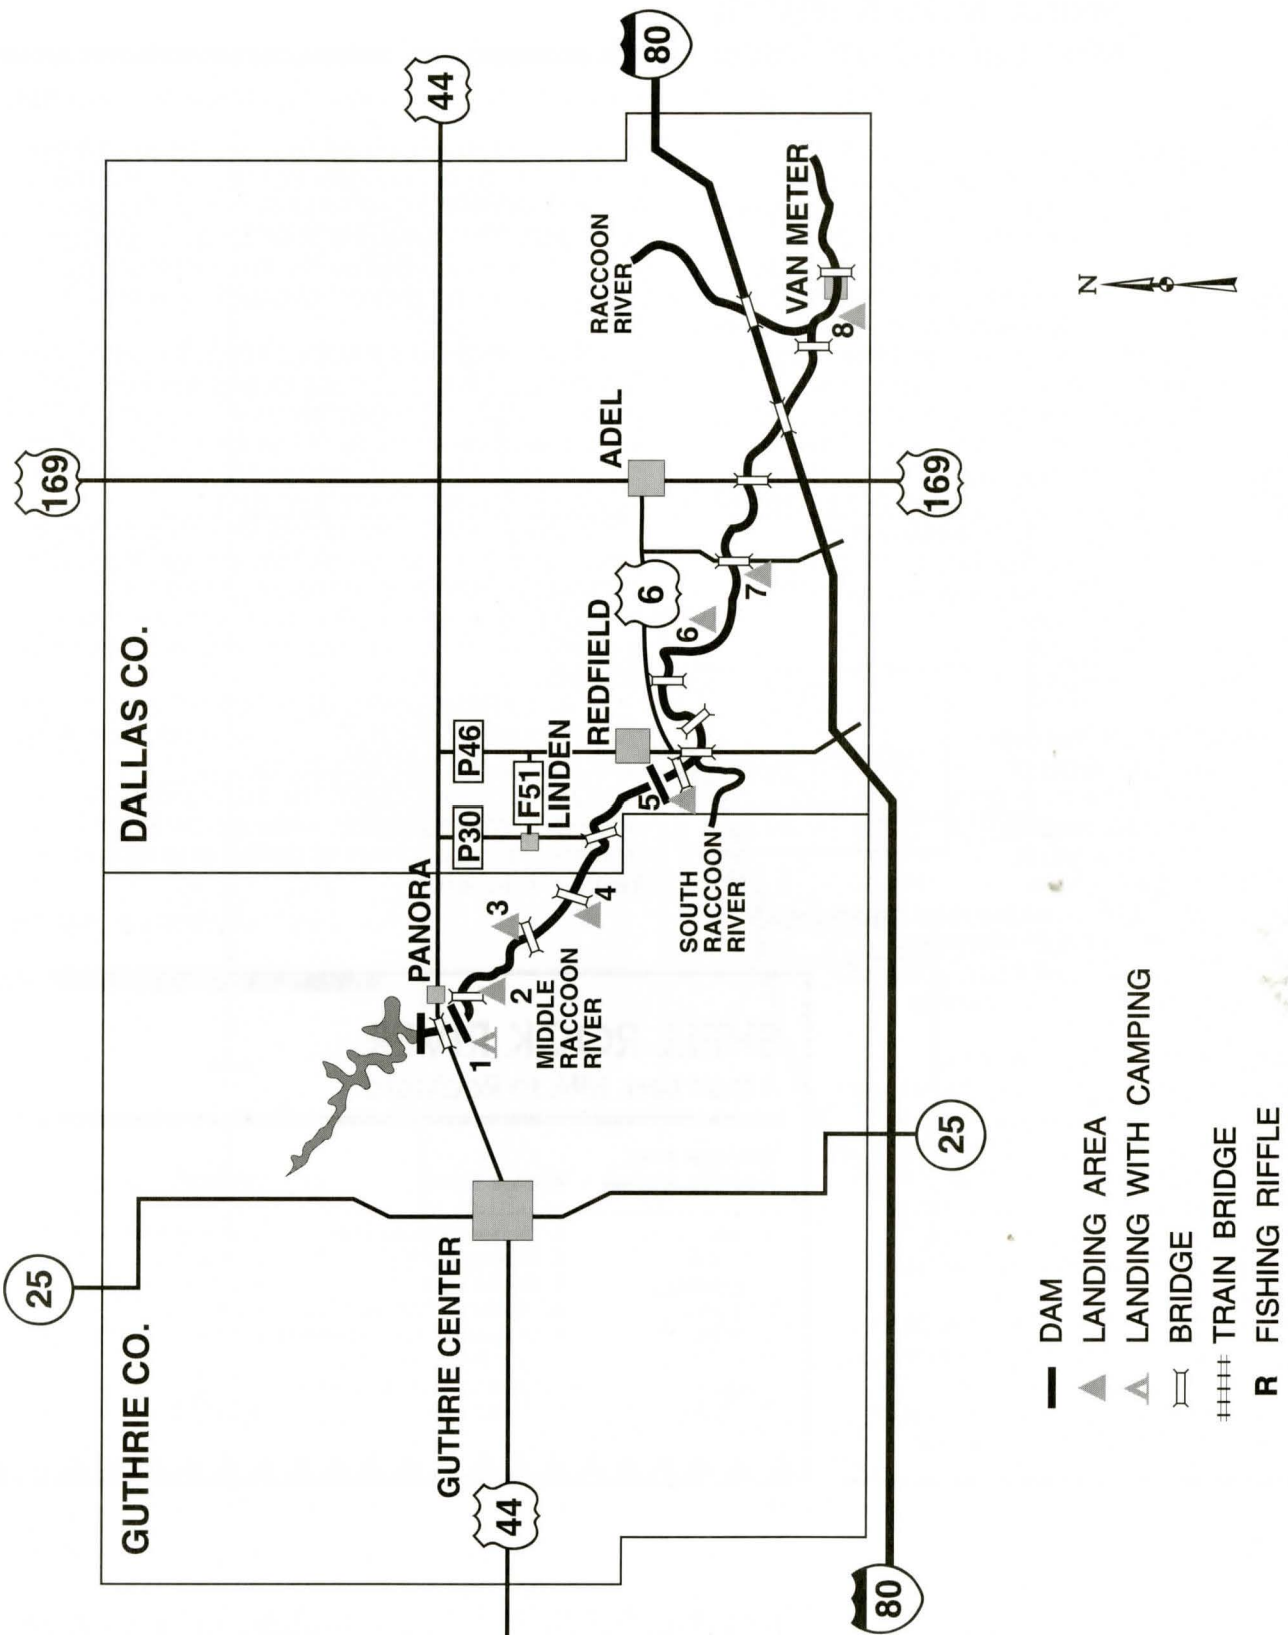 GUTHRIE CO.
DALLAS CO.
25
169
44
44
80
PANORA
P30
P46
F51
LINDEN
GUTHRIE CENTER
REDFIELD
ADEL
6
RACCOON
RIVER
1
2
3
4
5
6
7
8
MIDDLE
RACCOON
RIVER
SOUTH
RACCOON
RIVER
VAN METER
80
25
169
N
DAM
LANDING AREA
LANDING WITH CAMPING
BRIDGE
TRAIN BRIDGE
R FISHING RIFFLE